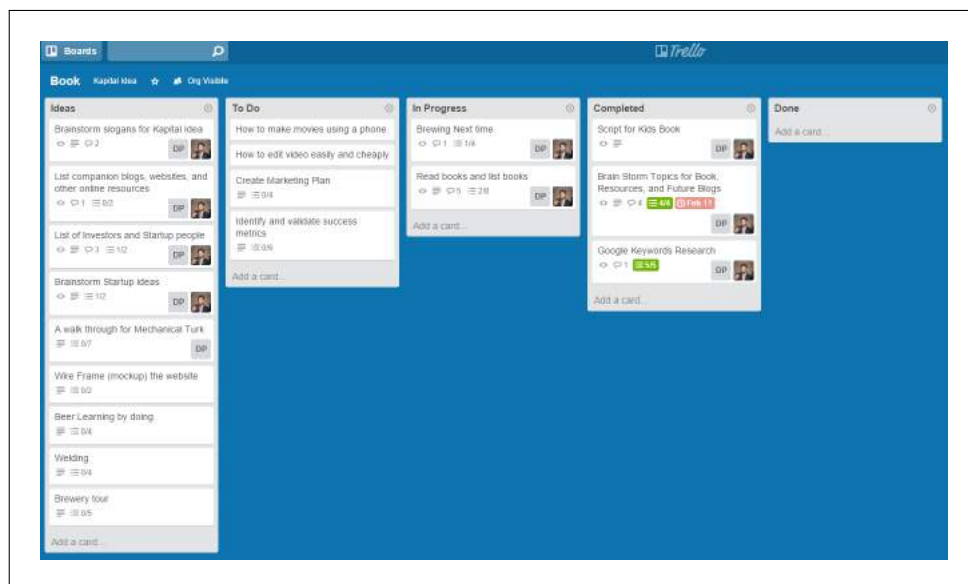 Boards
Trello
Book Kapital Idea Org Visible
Ideas
Brainstorm slogans for Kapital idea
2
DP
List companion blogs, websites, and
other online resources
1 0/2
DP
List of Investors and Startup people
3 1/2
DP
Brainstorm Startup ideas
1/2
DP
A walk through for Mechanical Turk
0/7
DP
Wire Frame (mockup) the website
0/2
Beer Learning by doing
0/4
Welding
0/4
Brewery tour
0/5
Add a card...
To Do
How to make movies using a phone
How to edit video easily and cheaply
Create Marketing Plan
0/4
Identify and validate success
metrics
0/6
Add a card...
In Progress
Brewing Next time
1 1/4
DP
Read books and list books
5 2/8
DP
Add a card...
Completed
Script for Kids Book
DP
Brain Storm Topics for Book,
Resources, and Future Blogs
4 4/4 Feb 17
DP
Google Keywords Research
1 5/5
DP
Add a card...
Done
Add a card...